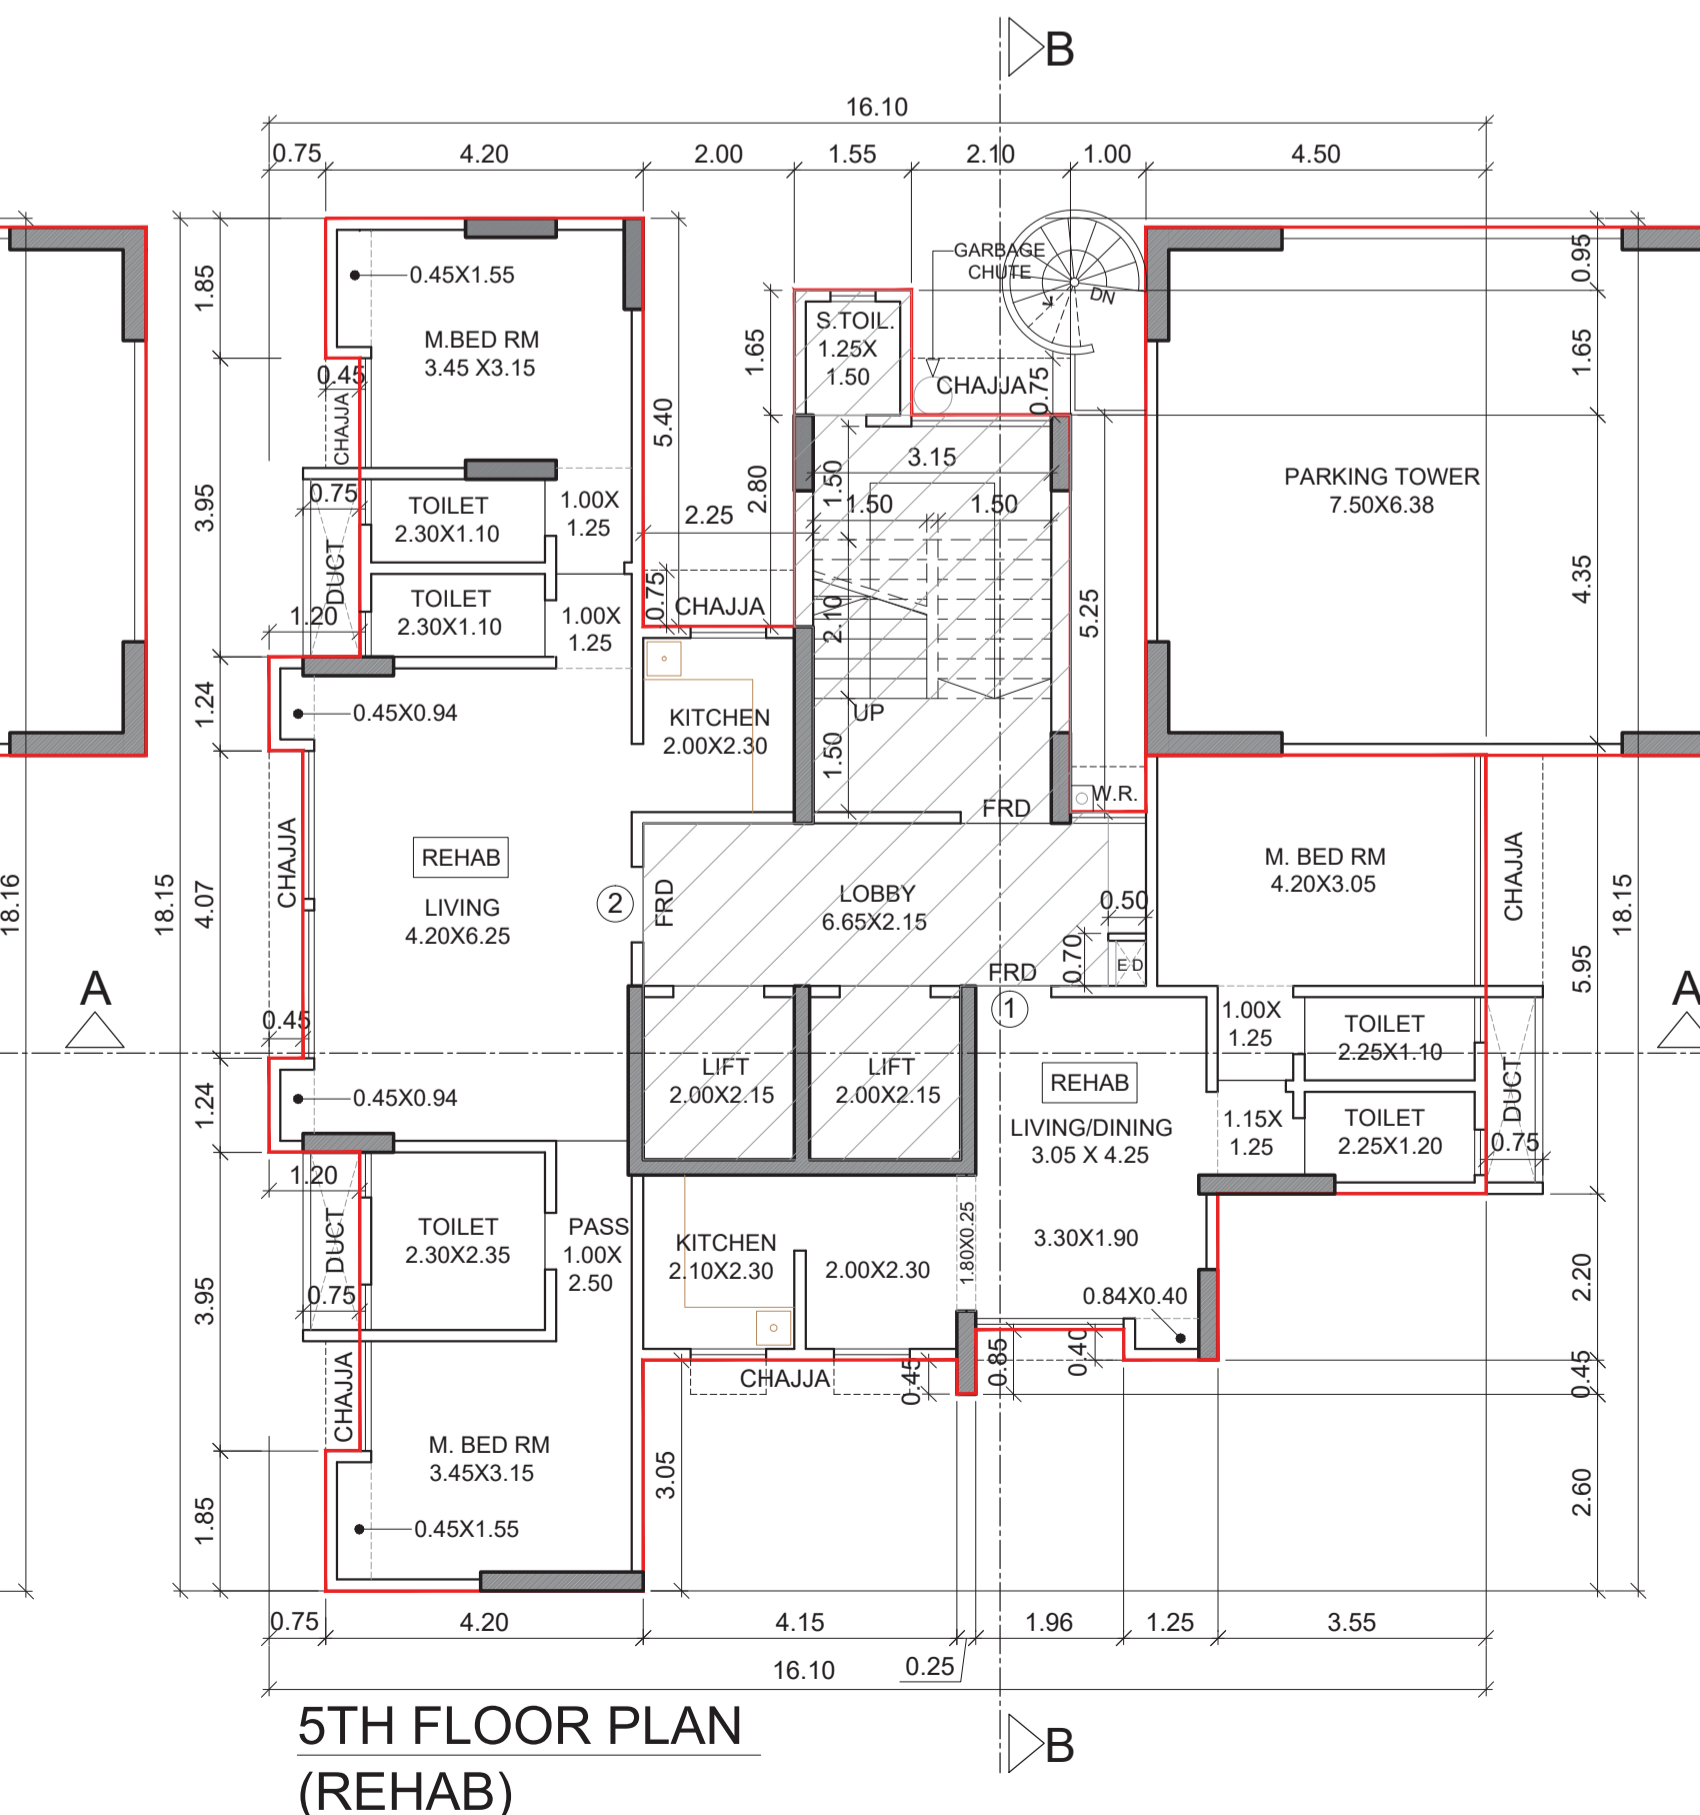 B
16.10
0.75
4.20
2.00
1.55
2.10
1.00
4.50
1.85
0.45X1.55
M.BED RM
3.45 X3.15
0.45
CHAJJA
5.40
3.95
0.75
TOILET
2.30X1.10
1.00X
1.25
DUCT
TOILET
2.30X1.10
1.00X
1.25
1.20
0.75
CHAJJA
2.25
1.65
2.80
S.TOIL.
1.25X
1.50
GARBAGE
CHUTE
DN
CHAJJA
0.75
3.15
1.50
1.50
1.50
2.10
UP
1.50
5.25
W.R.
FRD
PARKING TOWER
7.50X6.38
0.95
1.65
4.35
1.24
0.45X0.94
KITCHEN
2.00X2.30
18.16
18.15
4.07
CHAJJA
REHAB
LIVING
4.20X6.25
2
FRD
LOBBY
6.65X2.15
0.50
0.70
E D
FRD
1
M. BED RM
4.20X3.05
CHAJJA
18.15
5.95
A
A
0.45
1.24
0.45X0.94
LIFT
2.00X2.15
LIFT
2.00X2.15
REHAB
LIVING/DINING
3.05 X 4.25
1.00X
1.25
TOILET
2.25X1.10
1.15X
1.25
TOILET
2.25X1.20
DUCT
0.75
1.20
DUCT
0.75
TOILET
2.30X2.35
PASS
1.00X
2.50
KITCHEN
2.10X2.30
2.00X2.30
1.80X0.25
3.30X1.90
0.84X0.40
3.95
CHAJJA
CHAJJA
0.45
0.85
0.40
2.20
0.45
2.60
M. BED RM
3.45X3.15
0.45X1.55
1.85
3.05
0.75
4.20
4.15
1.96
1.25
3.55
16.10
0.25
5TH FLOOR PLAN
(REHAB)
B